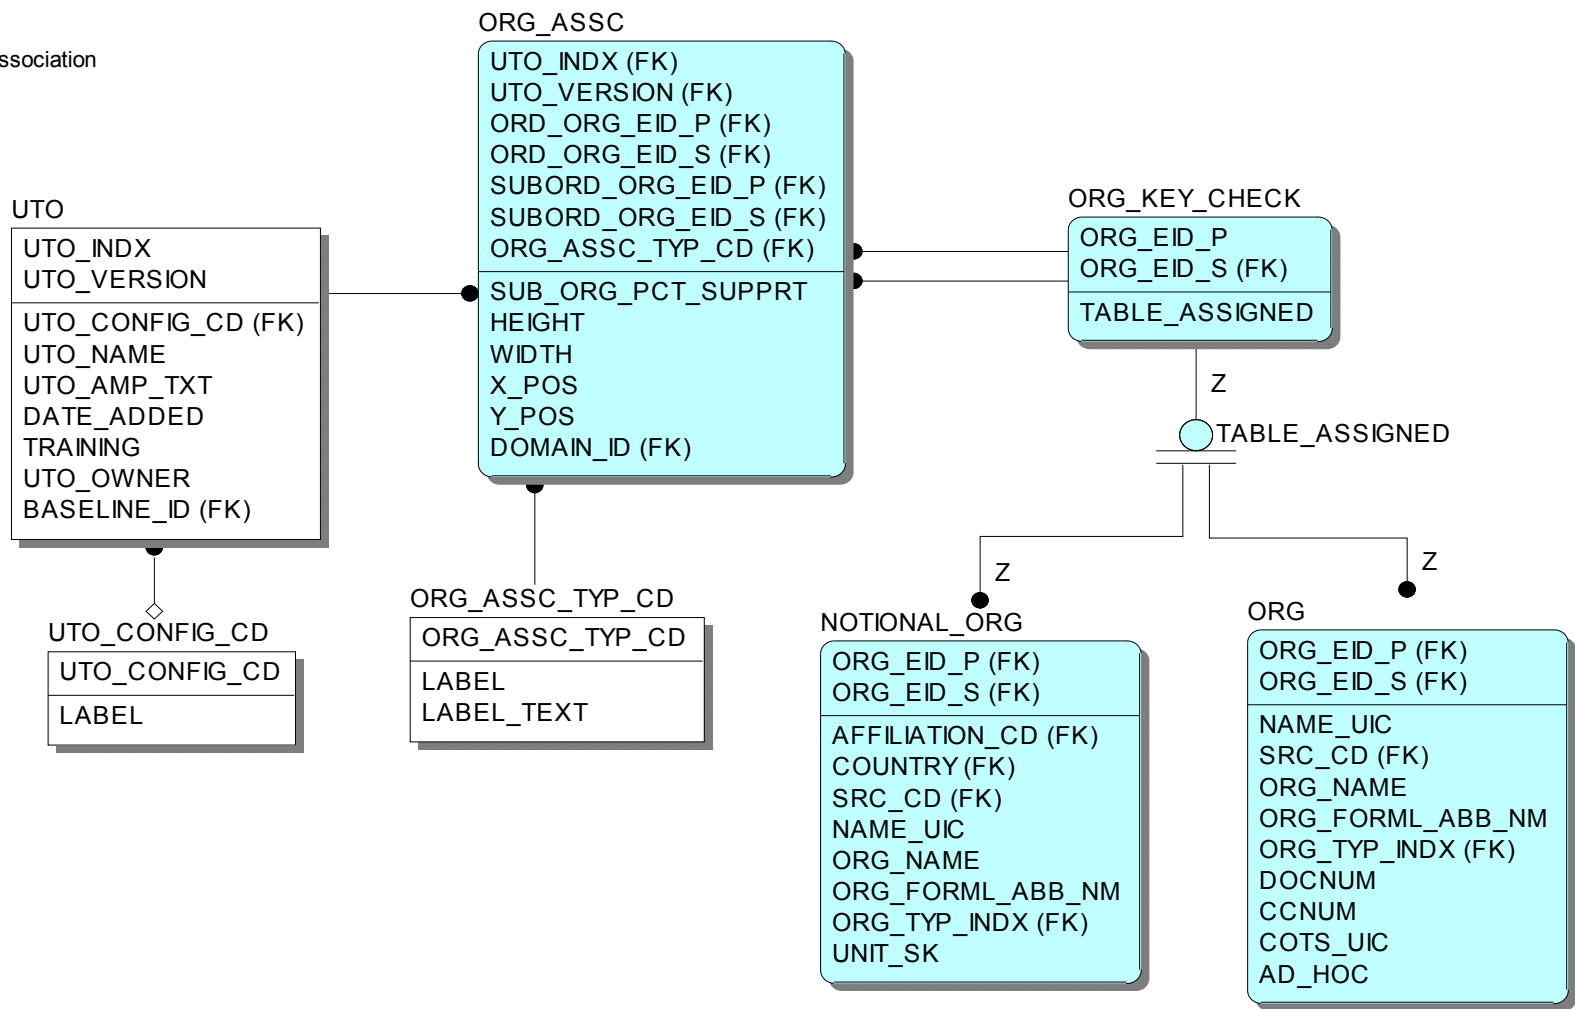 ssociation
ORG_ASSC
UTO_INDX (FK)
UTO_VERSION (FK)
ORD_ORG_EID_P (FK)
ORD_ORG_EID_S (FK)
SUBORD_ORG_EID_P (FK)
SUBORD_ORG_EID_S (FK)
ORG_ASSC_TYP_CD (FK)
SUB_ORG_PCT_SUPPRT
HEIGHT
WIDTH
X_POS
Y_POS
DOMAIN_ID (FK)
UTO
UTO_INDX
UTO_VERSION
UTO_CONFIG_CD (FK)
UTO_NAME
UTO_AMP_TXT
DATE_ADDED
TRAINING
UTO_OWNER
BASELINE_ID (FK)
ORG_KEY_CHECK
ORG_EID_P
ORG_EID_S (FK)
TABLE_ASSIGNED
Z
TABLE_ASSIGNED
Z
Z
UTO_CONFIG_CD
UTO_CONFIG_CD
LABEL
ORG_ASSC_TYP_CD
ORG_ASSC_TYP_CD
LABEL
LABEL_TEXT
NOTIONAL_ORG
ORG_EID_P (FK)
ORG_EID_S (FK)
AFFILIATION_CD (FK)
COUNTRY (FK)
SRC_CD (FK)
NAME_UIC
ORG_NAME
ORG_FORML_ABB_NM
ORG_TYP_INDX (FK)
UNIT_SK
ORG
ORG_EID_P (FK)
ORG_EID_S (FK)
NAME_UIC
SRC_CD (FK)
ORG_NAME
ORG_FORML_ABB_NM
ORG_TYP_INDX (FK)
DOCNUM
CCNUM
COTS_UIC
AD_HOC